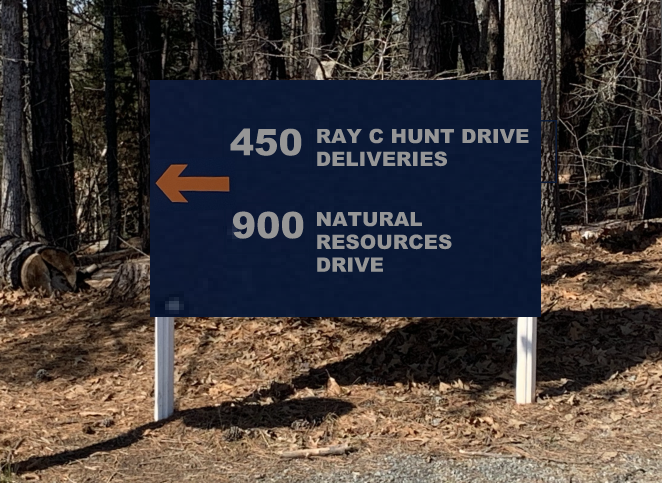 450 RAY C HUNT DRIVE
DELIVERIES
900 NATURAL
RESOURCES
DRIVE